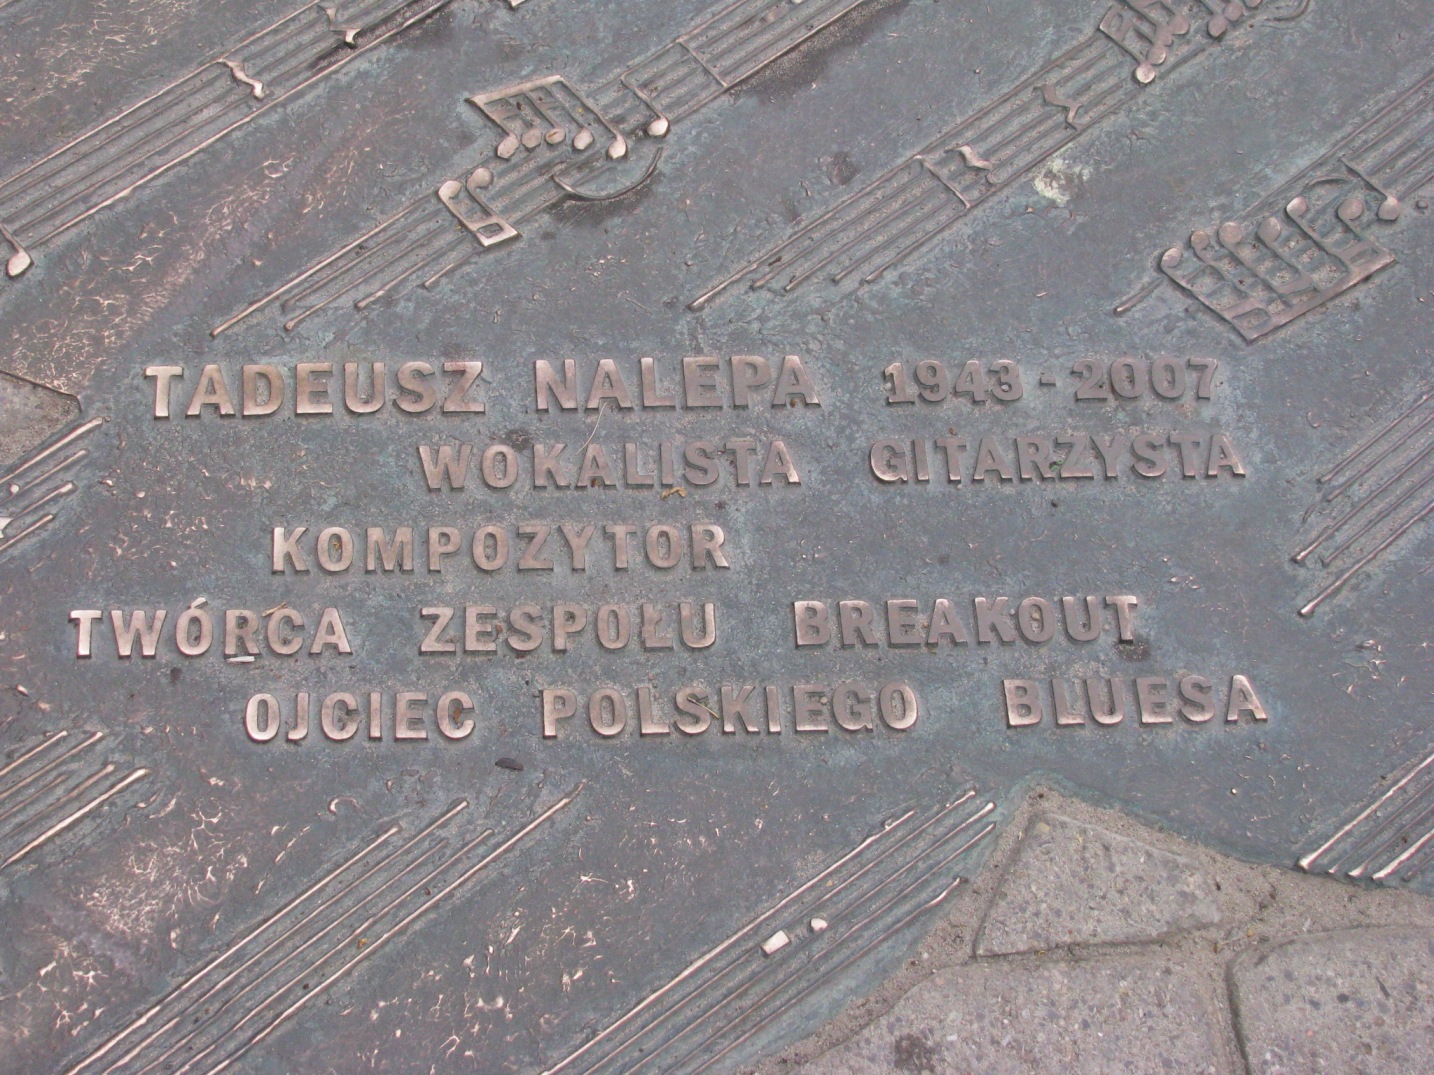 TADEUSZ NALEPA 1943-2007
WOKALISTA GITARZYSTA
KOMPOZYTOR
TWÓRCA ZESPOŁU BREAKOUT
OJCIEC POLSKIEGO BLUESA